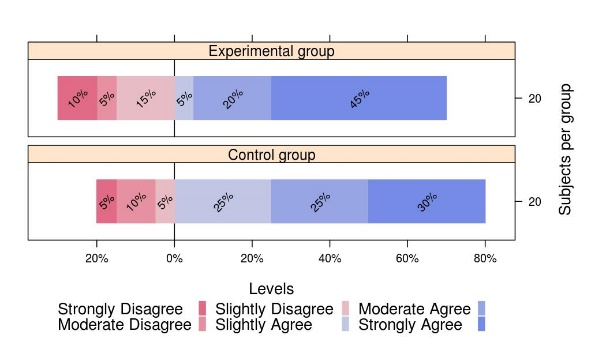 Experimental group
10% 5% 15% 5% 20% 45%
20
Control group
5% 10% 5% 25% 25% 30%
20
Subjects per group
20% 0% 20% 40% 60% 80%
Levels
Strongly Disagree Slightly Disagree Moderate Agree
Moderate Disagree Slightly Agree Strongly Agree